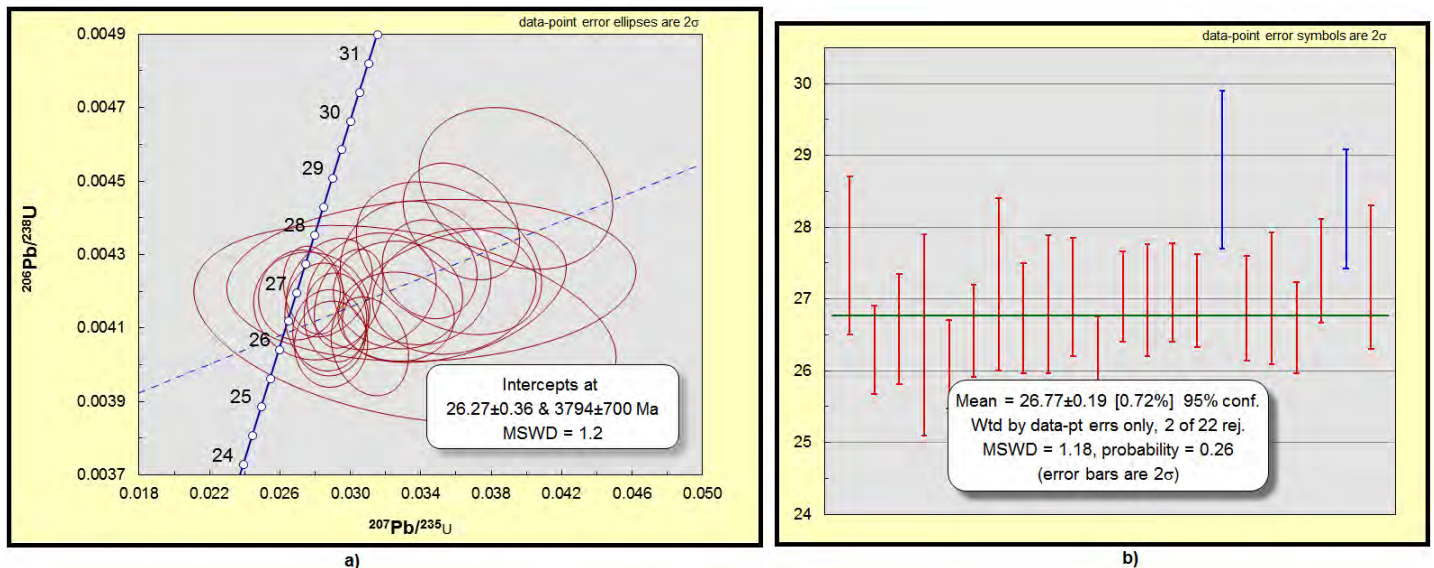 data-point error ellipses are 2σ
0.0049
0.0047
0.0045
0.0043
0.0041
0.0039
0.0037
206Pb/238U
31
30
29
28
27
26
25
24
Intercepts at
26.27±0.36 & 3794±700 Ma
MSWD = 1.2
0.018 0.022 0.026 0.030 0.034 0.038 0.042 0.046 0.050
207Pb/235U
a)
data-point error symbols are 2σ
30
29
28
27
26
25
24
Mean = 26.77±0.19 [0.72%] 95% conf.
Wtd by data-pt errs only, 2 of 22 rej.
MSWD = 1.18, probability = 0.26
(error bars are 2σ)
b)